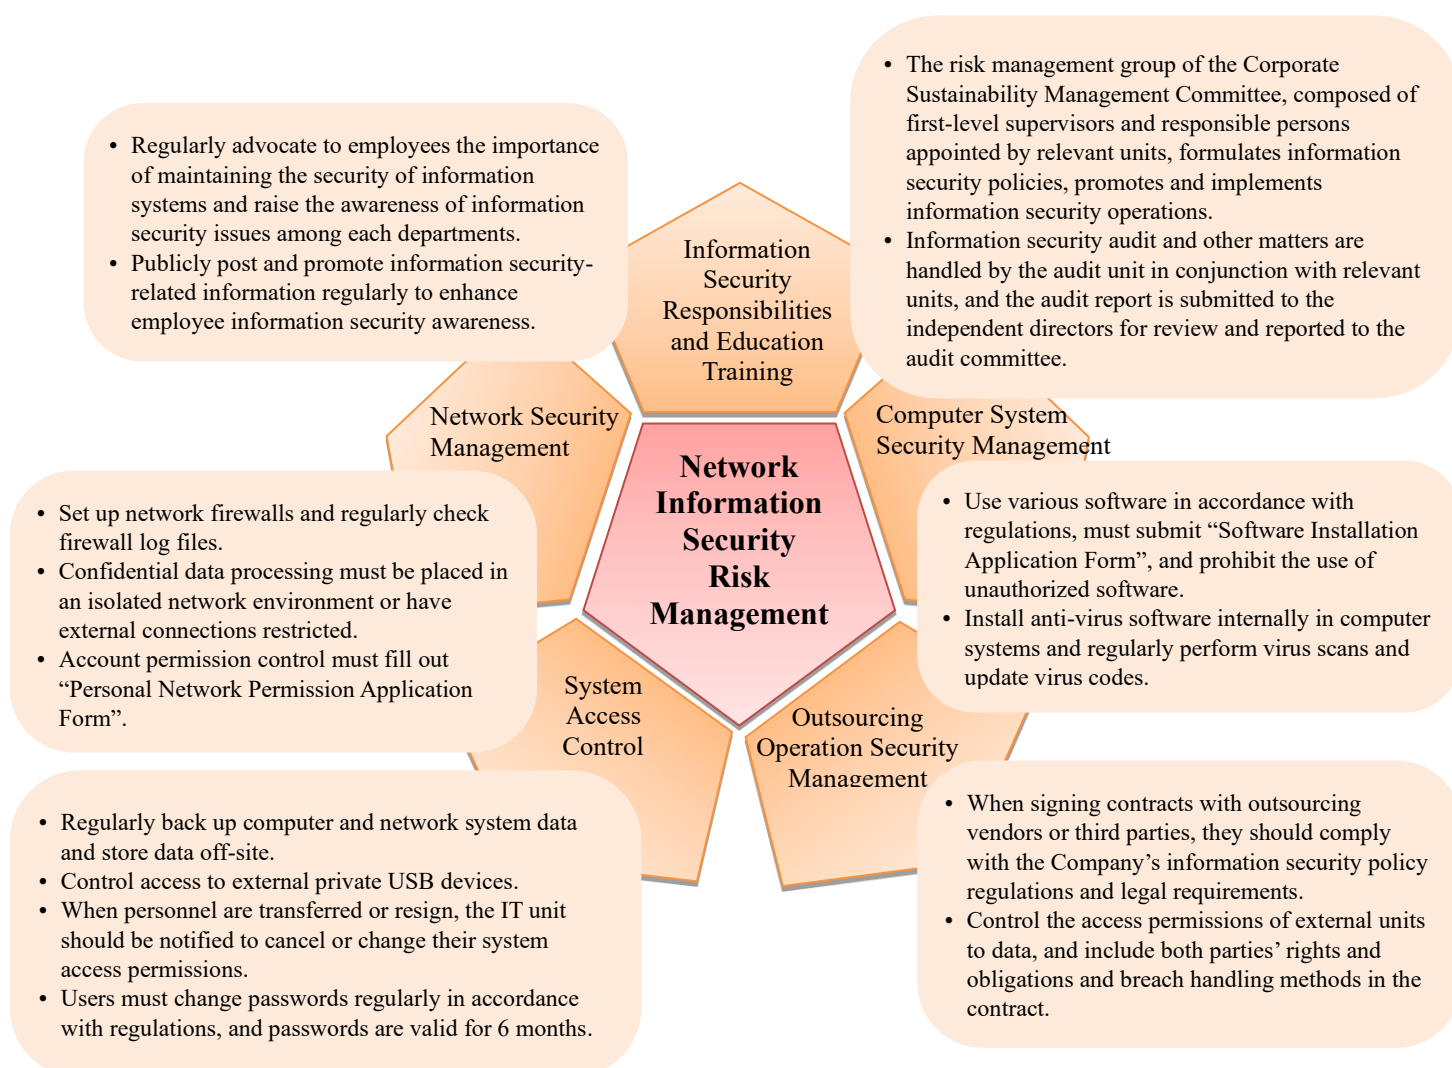 • Regularly advocate to employees the importance
of maintaining the security of information
systems and raise the awareness of information
security issues among each departments.
• Publicly post and promote information security-
related information regularly to enhance
employee information security awareness.
• The risk management group of the Corporate
Sustainability Management Committee, composed of
first-level supervisors and responsible persons
appointed by relevant units, formulates information
security policies, promotes and implements
information security operations.
• Information security audit and other matters are
handled by the audit unit in conjunction with relevant
units, and the audit report is submitted to the
independent directors for review and reported to the
audit committee.
Information
Security
Responsibilities
and Education
Training
Network Security
Management
Computer System
Security Management
Network
Information
Security
Risk
Management
• Set up network firewalls and regularly check
firewall log files.
• Confidential data processing must be placed in
an isolated network environment or have
external connections restricted.
• Account permission control must fill out
“Personal Network Permission Application
Form”.
• Use various software in accordance with
regulations, must submit “Software Installation
Application Form”, and prohibit the use of
unauthorized software.
• Install anti-virus software internally in computer
systems and regularly perform virus scans and
update virus codes.
System
Access
Control
Outsourcing
Operation Security
Management
• Regularly back up computer and network system data
and store data off-site.
• Control access to external private USB devices.
• When personnel are transferred or resign, the IT unit
should be notified to cancel or change their system
access permissions.
• Users must change passwords regularly in accordance
with regulations, and passwords are valid for 6 months.
• When signing contracts with outsourcing
vendors or third parties, they should comply
with the Company’s information security policy
regulations and legal requirements.
• Control the access permissions of external units
to data, and include both parties’ rights and
obligations and breach handling methods in the
contract.